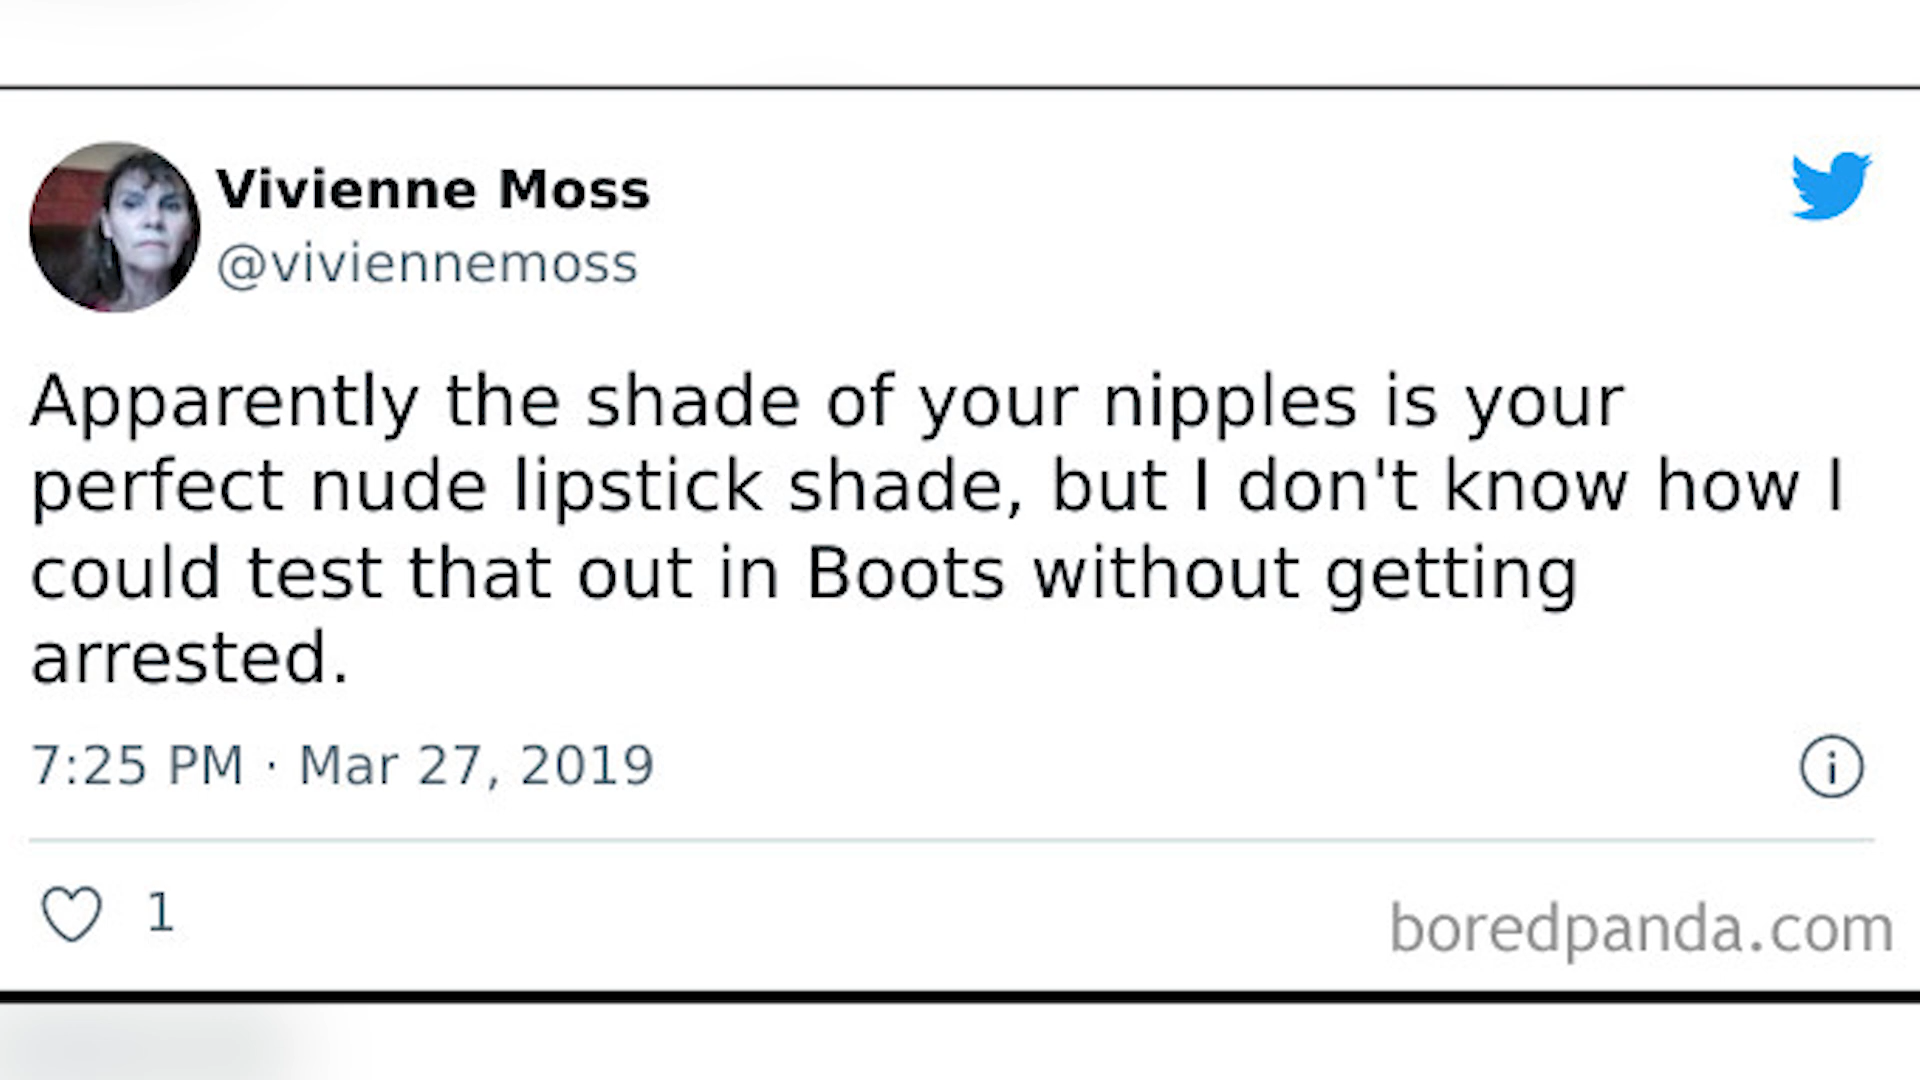 Vivienne Moss
@viviennemoss
Apparently the shade of your nipples is your
perfect nude lipstick shade, but I don't know how I
could test that out in Boots without getting
arrested.
7:25 PM · Mar 27, 2019
1
boredpanda.com